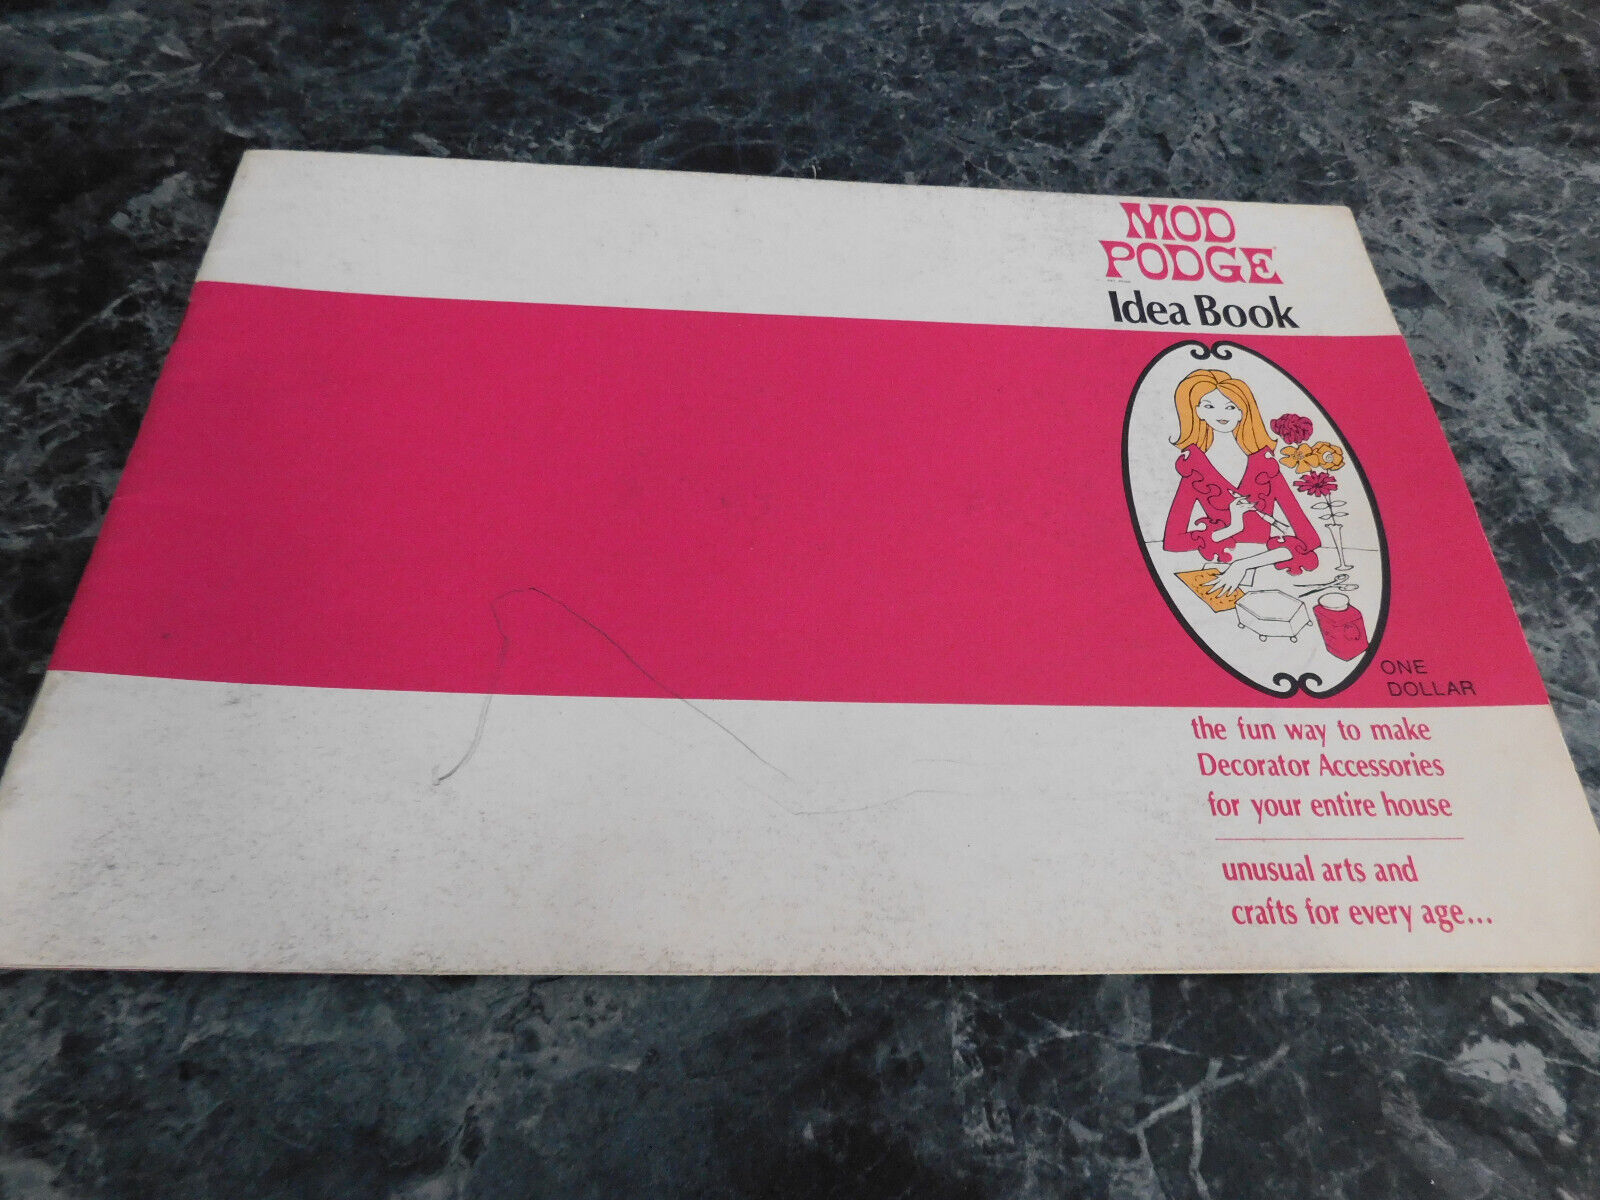 MOD
PODGE
Idea Book
ONE
DOLLAR
the fun way to make
Decorator Accessories
for your entire house
unusual arts and
crafts for every age...